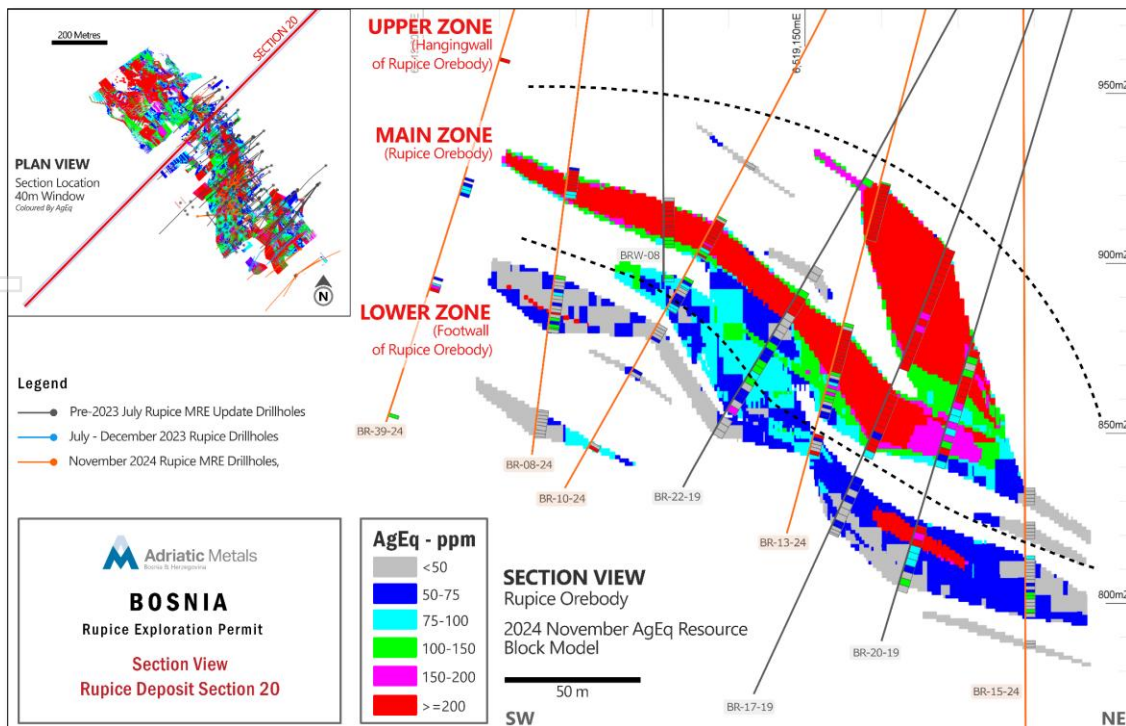 200 Metres
SECTION 20
PLAN VIEW
Section Location
40m Window
Coloured By AgEq
N
UPPER ZONE
(Hangingwall
of Rupice Orebody)
MAIN ZONE
(Rupice Orebody)
LOWER ZONE
(Footwall
of Rupice Orebody)
6,519,150mE
950mZ
900mZ
850mZ
800mZ
BRW-08
BR-39-24
BR-08-24
BR-10-24
BR-22-19
BR-13-24
BR-20-19
BR-17-19
BR-15-24
Legend
Pre-2023 July Rupice MRE Update Drillholes
July - December 2023 Rupice Drillholes
November 2024 Rupice MRE Drillholes,
Adriatic Metals
Bosnia & Herzegovina
BOSNIA
Rupice Exploration Permit
Section View
Rupice Deposit Section 20
AgEq - ppm
<50
50-75
75-100
100-150
150-200
>=200
SECTION VIEW
Rupice Orebody
2024 November AgEq Resource
Block Model
50 m
SW
NE